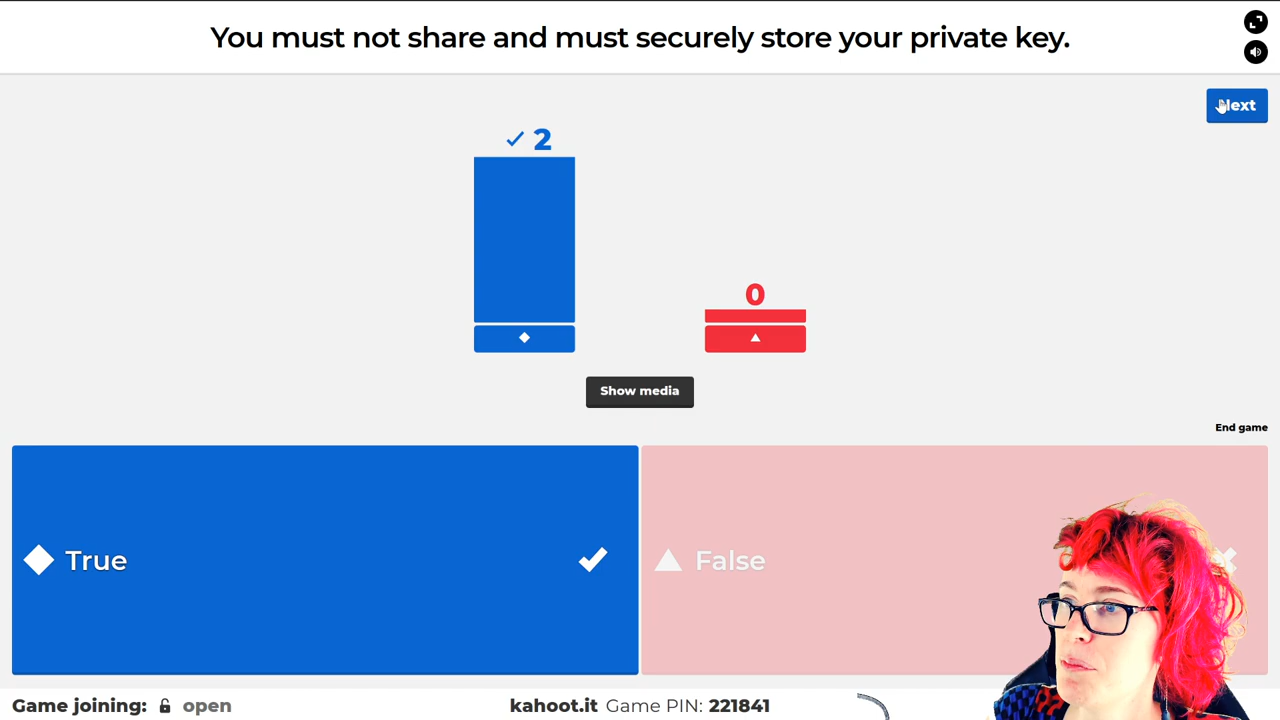 You must not share and must securely store your private key.
Next
2
0
Show media
End game
True
False
Game joining: open
kahoot.it Game PIN: 221841